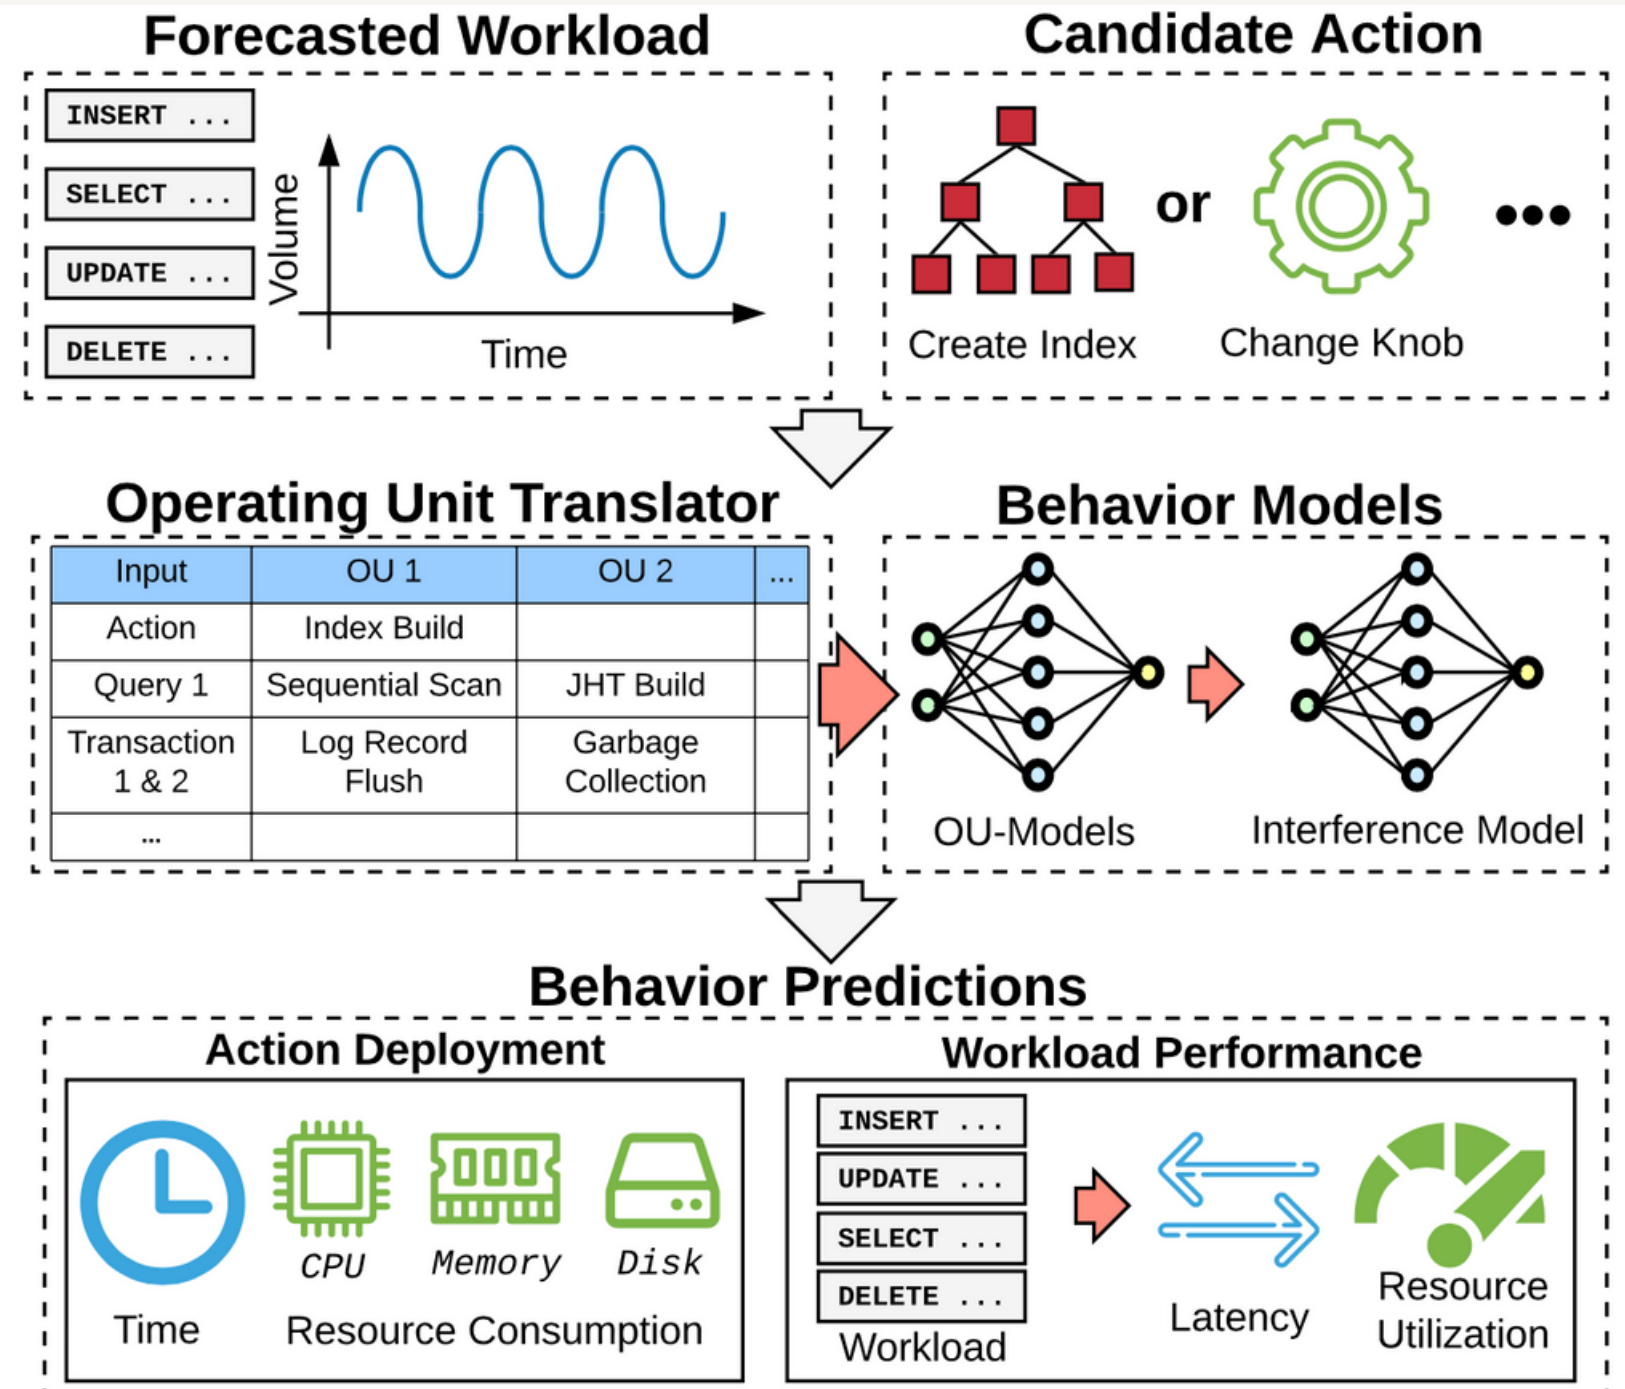 Forecasted Workload
INSERT ...
SELECT ...
UPDATE ...
DELETE ...
Volume
Time
Candidate Action
or
...
Create Index
Change Knob
Operating Unit Translator
Input OU 1 OU 2 ...
Action Index Build
Query 1 Sequential Scan JHT Build
Transaction Log Record Garbage
1 & 2 Flush Collection
...
Behavior Models
OU-Models
Interference Model
Behavior Predictions
Action Deployment
CPU Memory Disk
Time Resource Consumption
Workload Performance
INSERT ...
UPDATE ...
SELECT ...
DELETE ...
Workload
Latency
Resource
Utilization